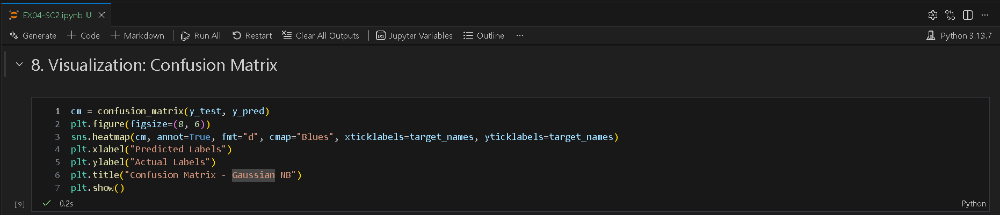 EX04-SC2.ipynb U
Generate Code Markdown Run All Restart Clear All Outputs Jupyter Variables Outline ... Python 3.13.7
8. Visualization: Confusion Matrix
1 cm = confusion_matrix(y_test, y_pred)
2 plt.figure(figsize=(8, 6))
3 sns.heatmap(cm, annot=True, fmt="d", cmap="Blues", xticklabels=target_names, yticklabels=target_names)
4 plt.xlabel("Predicted Labels")
5 plt.ylabel("Actual Labels")
6 plt.title("Confusion Matrix - Gaussian NB")
7 plt.show()
[9] 0.2s Python